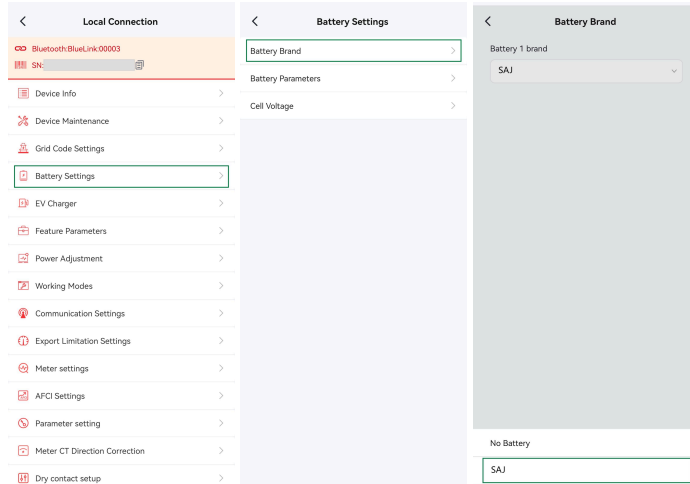 Local Connection
Bluetooth:BlueLink:00003
SN:
Device Info
Device Maintenance
Grid Code Settings
Battery Settings
EV Charger
Feature Parameters
Power Adjustment
Working Modes
Communication Settings
Export Limitation Settings
Meter settings
AFCI Settings
Parameter setting
Meter CT Direction Correction
Dry contact setup
Battery Settings
Battery Brand
Battery Parameters
Cell Voltage
Battery Brand
Battery 1 brand
SAJ
No Battery
SAJ